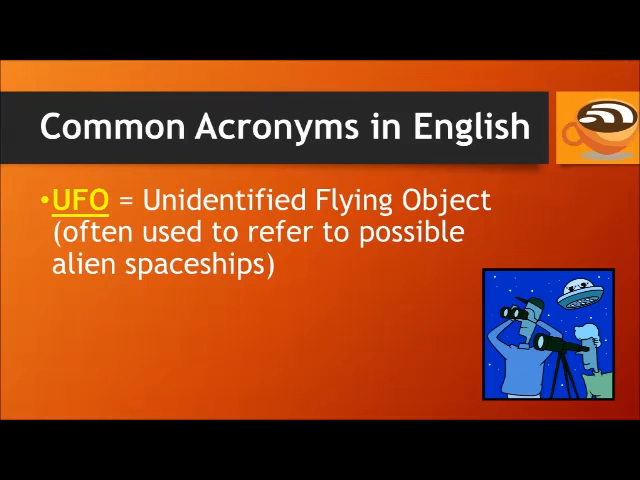 Common Acronyms in English
•UFO = Unidentified Flying Object
(often used to refer to possible
alien spaceships)